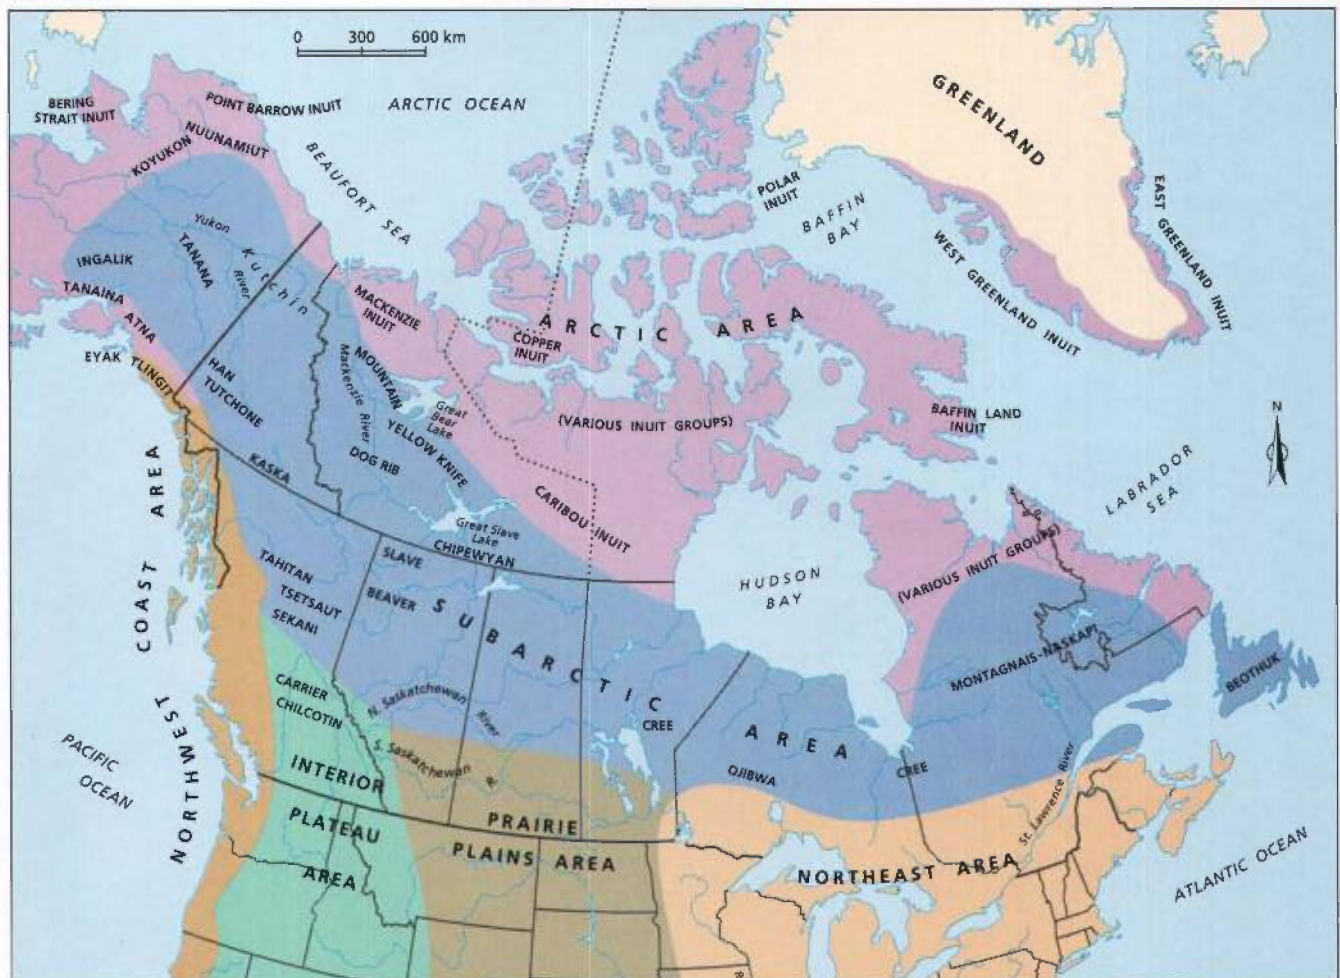 0 300 600 km
GREENLAND
BERING
STRAIT INUIT
POINT BARROW INUIT
ARCTIC OCEAN
NUUNAMIUT
KOYUKON
BEAUFORT SEA
POLAR
INUIT
BAFFIN
BAY
EAST GREENLAND INUIT
WEST GREENLAND INUIT
Yukon
River
Kutchin
TANANA
INGALIK
TANAINA
ATNA
EYAK
TLINGIT
MACKENZIE
INUIT
COPPER
INUIT
ARCTIC AREA
MOUNTAIN
Mackenzie River
HAN
TUTCHONE
Great
Bear
Lake
YELLOW KNIFE
DOG RIB
(VARIOUS INUIT GROUPS)
BAFFIN LAND
INUIT
N
KASKA
LABRADOR
SEA
CARIBOU INUIT
Great Slave
Lake
CHIPEWYAN
SLAVE
BEAVER
TAHITAN
TSETSAUT
SEKANI
HUDSON
BAY
(VARIOUS INUIT GROUPS)
SUBARCTIC AREA
MONTAGNAIS-NASKAPI
BEOTHUK
CARRIER
CHILCOTIN
N. Saskatchewan River
S. Saskatchewan R.
CREE
OJIBWA
CREE
St. Lawrence River
PACIFIC
OCEAN
NORTHWEST COAST AREA
INTERIOR
PLATEAU
AREA
PRAIRIE
PLAINS AREA
NORTHEAST AREA
ATLANTIC OCEAN